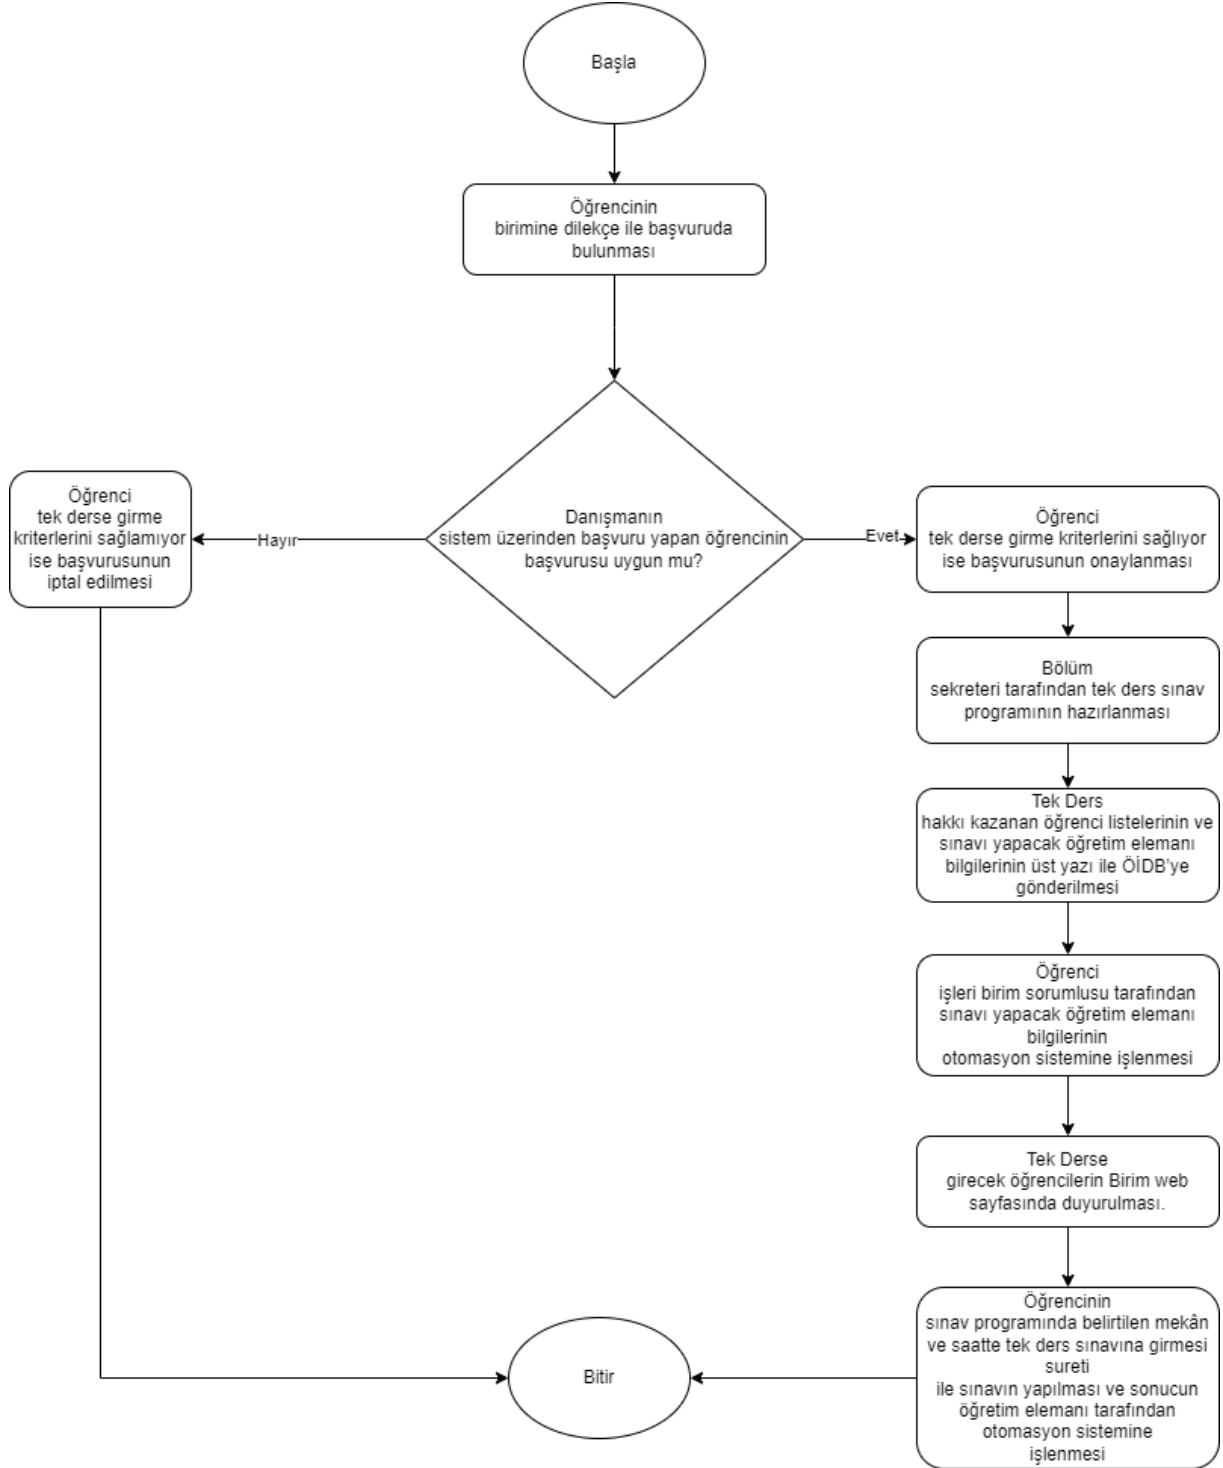 Başla
Öğrencinin
birimine dilekçe ile başvuruda
bulunması
Danışmanın
sistem üzerinden başvuru yapan öğrencinin
başvurusu uygun mu?
Hayır
Öğrenci
tek derse girme
kriterlerini sağlamıyor
ise başvurusunun
iptal edilmesi
Evet
Öğrenci
tek derse girme kriterlerini sağlıyor
ise başvurusunun onaylanması
Bölüm
sekreteri tarafından tek ders sınav
programının hazırlanması
Tek Ders
hakkı kazanan öğrenci listelerinin ve
sınavı yapacak öğretim elemanı
bilgilerinin üst yazı ile ÖİDB'ye
gönderilmesi
Öğrenci
işleri birim sorumlusu tarafından
sınavı yapacak öğretim elemanı
bilgilerinin
otomasyon sistemine işlenmesi
Tek Derse
girecek öğrencilerin Birim web
sayfasında duyurulması.
Öğrencinin
sınav programında belirtilen mekân
ve saatte tek ders sınavına girmesi
sureti
ile sınavın yapılması ve sonucun
öğretim elemanı tarafından
otomasyon sistemine
işlenmesi
Bitir